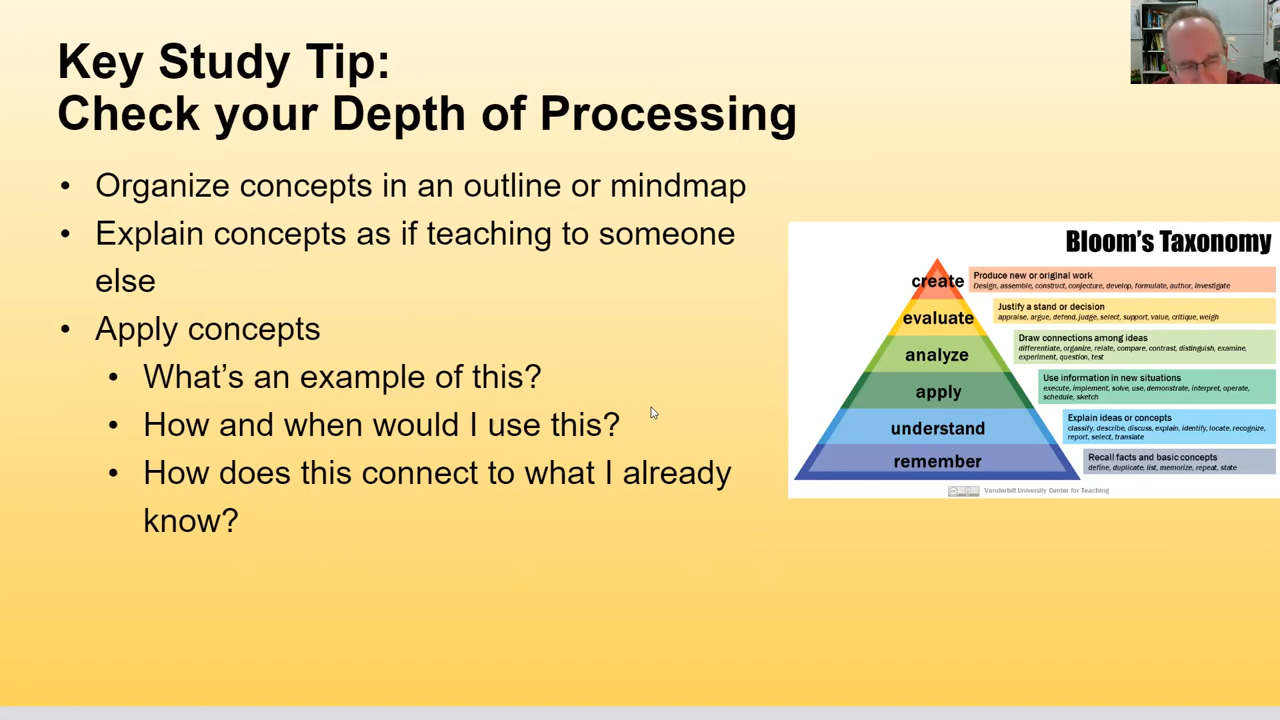 Key Study Tip:
Check your Depth of Processing
• Organize concepts in an outline or mindmap
• Explain concepts as if teaching to someone
else
• Apply concepts
• What's an example of this?
• How and when would I use this?
• How does this connect to what I already
know?
Bloom's Taxonomy
create
Produce new or original work
Design, assemble, construct, conjecture, develop, formulate, author, investigate
evaluate
Justify a stand or decision
appraise, argue, defend, judge, select, support, value, critique, weigh
analyze
Draw connections among ideas
differentiate, organize, relate, compare, contrast, distinguish, examine,
experiment, question, test
apply
Use information in new situations
execute, implement, solve, use, demonstrate, interpret, operate,
schedule, sketch
understand
Explain ideas or concepts
classify, describe, discuss, explain, identify, locate, recognize,
report, select, translate
remember
Recall facts and basic concepts
define, duplicate, list, memorize, repeat, state
Vanderbilt University Center for Teaching